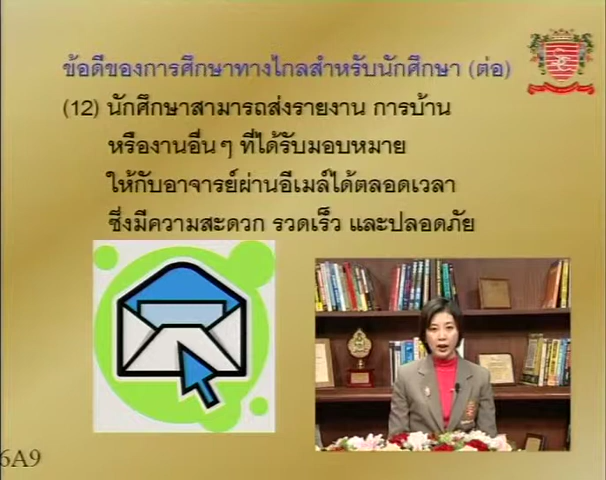 ข้อดีของการศึกษาทางไกลสำหรับนักศึกษา (ต่อ)
(12) นักศึกษาสามารถส่งรายงาน การบ้าน
หรืองานอื่นๆ ที่ได้รับมอบหมาย
ให้กับอาจารย์ผ่านอีเมล์ได้ตลอดเวลา
ซึ่งมีความสะดวก รวดเร็ว และปลอดภัย
6A9